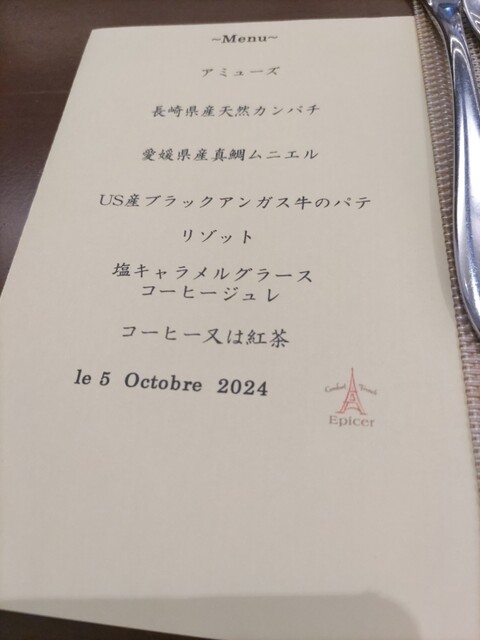 ~Menu~
アミューズ
長崎県産天然カンパチ
愛媛県産真鯛ムニエル
US産ブラックアンガス牛のパテ
リゾット
塩キャラメルグラース
コーヒージュレ
コーヒー又は紅茶
le 5 Octobre 2024
Epicer